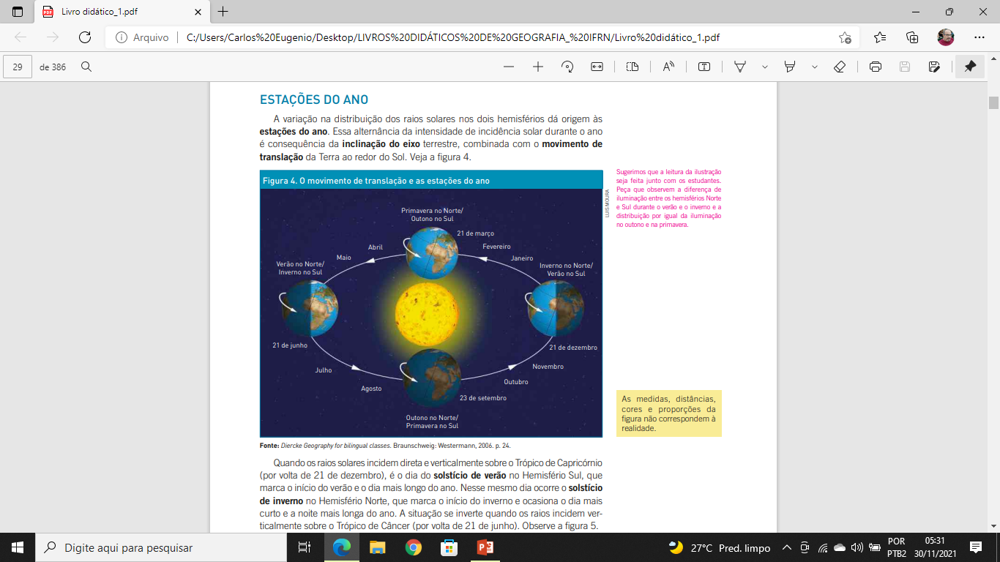 Livro didático_1.pdf
Arquivo
C:/Users/Carlos%20Eugenio/Desktop/LIVROS%20DIDÁTICOS%20DE%20GEOGRAFIA_%20IFRN/Livro%20didático_1.pdf
29
de 386
ESTAÇÕES DO ANO
A variação na distribuição dos raios solares nos dois hemisférios dá origem às
estações do ano. Essa alternância da intensidade de incidência solar durante o ano
é consequência da inclinação do eixo terrestre, combinada com o movimento de
translação da Terra ao redor do Sol. Veja a figura 4.
Figura 4. O movimento de translação e as estações do ano
Primavera no Norte/
Outono no Sul
21 de março
Abril
Fevereiro
Maio
Janeiro
Verão no Norte/
Inverno no Sul
Inverno no Norte/
Verão no Sul
21 de junho
21 de dezembro
Julho
Novembro
Agosto
Outubro
23 de setembro
Outono no Norte/
Primavera no Sul
LUIS MOURA
Sugerimos que a leitura da ilustração
seja feita junto com os estudantes.
Peça que observem a diferença de
iluminação entre os hemisférios Norte
e Sul durante o verão e o inverno e a
distribuição por igual da iluminação
no outono e na primavera.
As medidas, distâncias,
cores e proporções da
figura não correspondem à
realidade.
Fonte: Diercke Geography for bilingual classes. Braunschweig: Westermann, 2006. p. 24.
Quando os raios solares incidem direta e verticalmente sobre o Trópico de Capricórnio
(por volta de 21 de dezembro), é o dia do solstício de verão no Hemisfério Sul, que
marca o início do verão e o dia mais longo do ano. Nesse mesmo dia ocorre o solstício
de inverno no Hemisfério Norte, que marca o início do inverno e ocasiona o dia mais
curto e a noite mais longa do ano. A situação se inverte quando os raios incidem ver-
ticalmente sobre o Trópico de Câncer (por volta de 21 de junho). Observe a figura 5.
Digite aqui para pesquisar
27°C Pred. limpo
POR
PTB2
05:31
30/11/2021